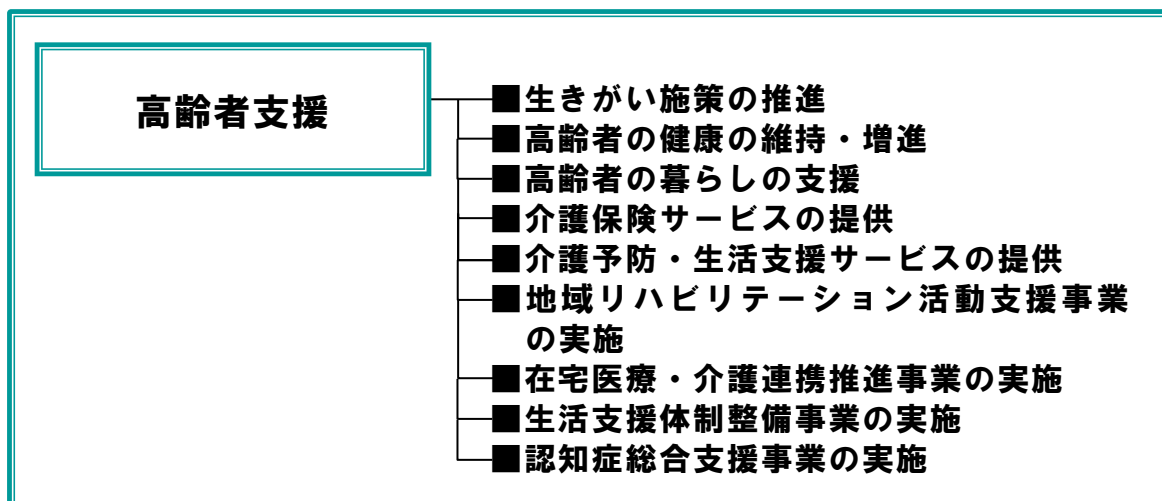 高齢者支援
■生きがい施策の推進
■高齢者の健康の維持・増進
■高齢者の暮らしの支援
■介護保険サービスの提供
■介護予防・生活支援サービスの提供
■地域リハビリテーション活動支援事業
の実施
■在宅医療・介護連携推進事業の実施
■生活支援体制整備事業の実施
■認知症総合支援事業の実施